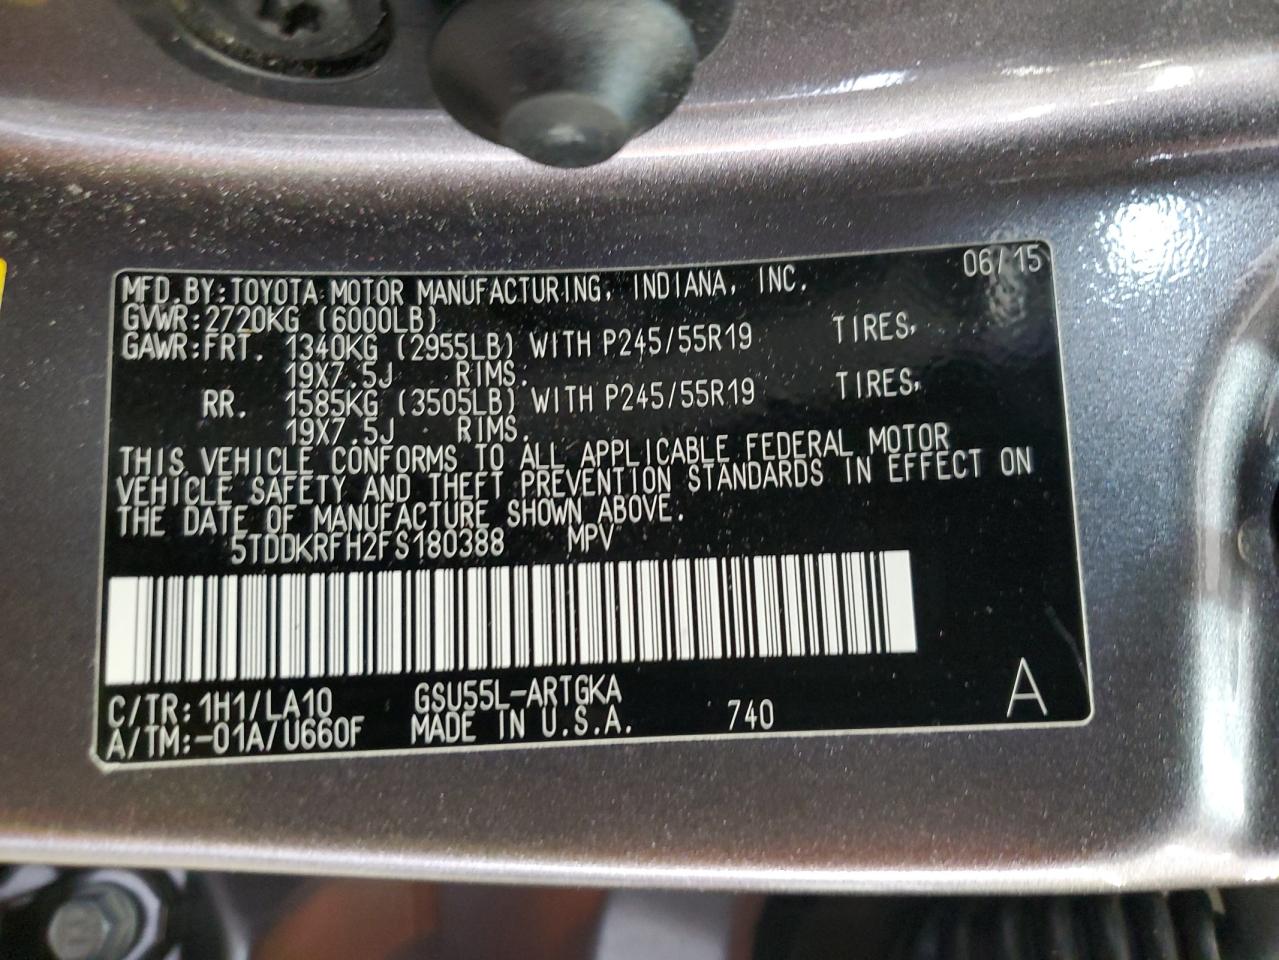 MFD.BY:TOYOTA MOTOR MANUFACTURING, INDIANA, INC. 06/15
GVWR:2720KG (6000LB)
GAWR:FRT. 1340KG (2955LB) WITH P245/55R19 TIRES,
19X7.5J RIMS.
RR. 1585KG (3505LB) WITH P245/55R19 TIRES,
19X7.5J RIMS.
THIS VEHICLE CONFORMS TO ALL APPLICABLE FEDERAL MOTOR
VEHICLE SAFETY AND THEFT PREVENTION STANDARDS IN EFFECT ON
THE DATE OF MANUFACTURE SHOWN ABOVE.
5TDDKRFH2FS180388 MPV
C/TR:1H1/LA10 GSU55L-ARTGKA
A/TM:-01A/U660F MADE IN U.S.A. 740 A